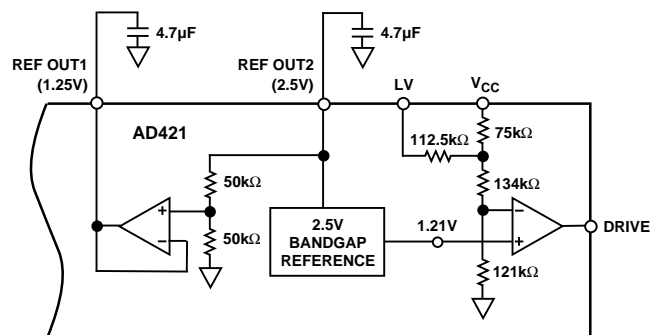 4.7µF
4.7µF
REF OUT1
(1.25V)
REF OUT2
(2.5V)
LV
VCC
AD421
75kΩ
112.5kΩ
50kΩ
134kΩ
+
−
50kΩ
2.5V
BANDGAP
REFERENCE
1.21V
−
+
DRIVE
121kΩ